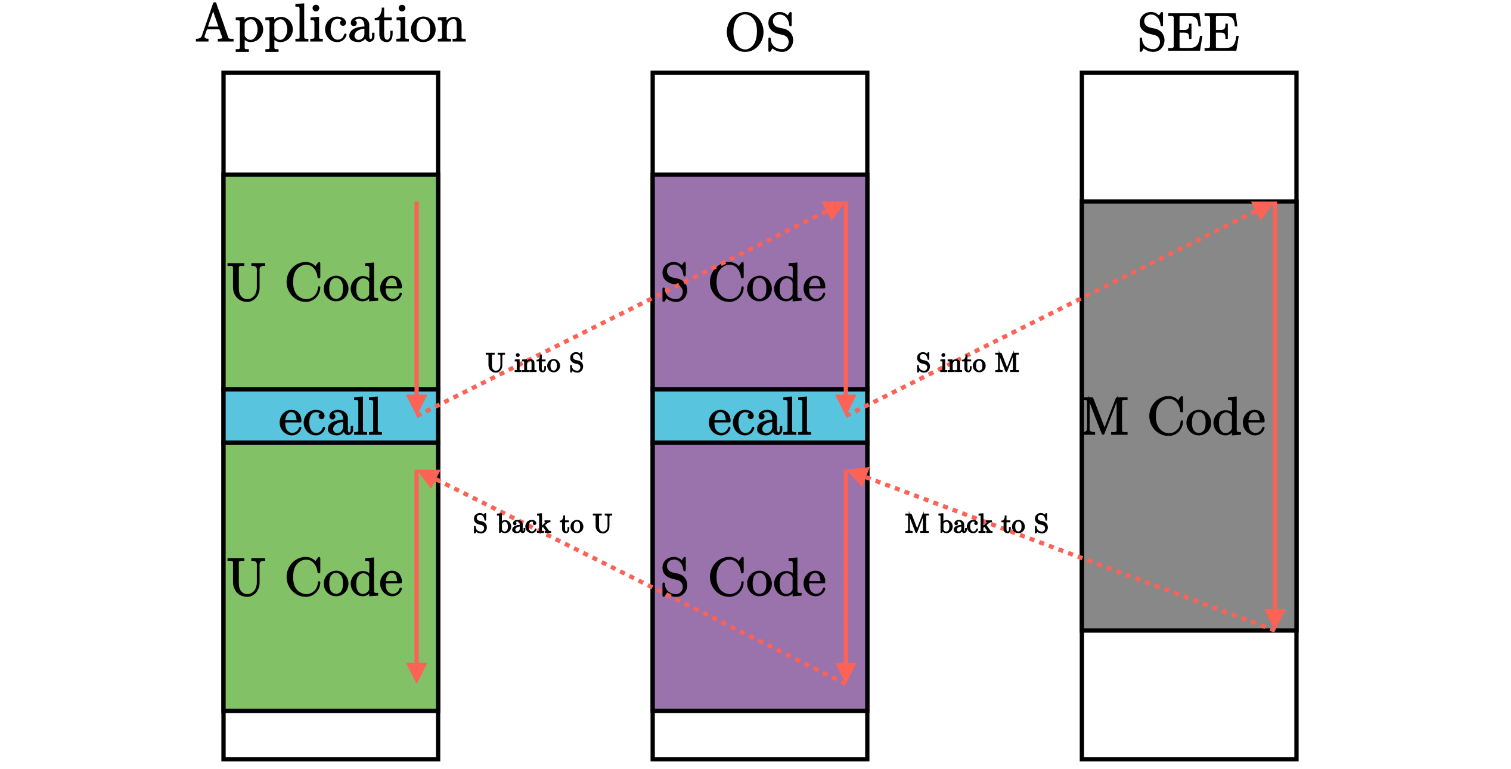 Application
OS
SEE
U Code
S Code
U into S
S into M
ecall
ecall
M Code
S back to U
M back to S
U Code
S Code